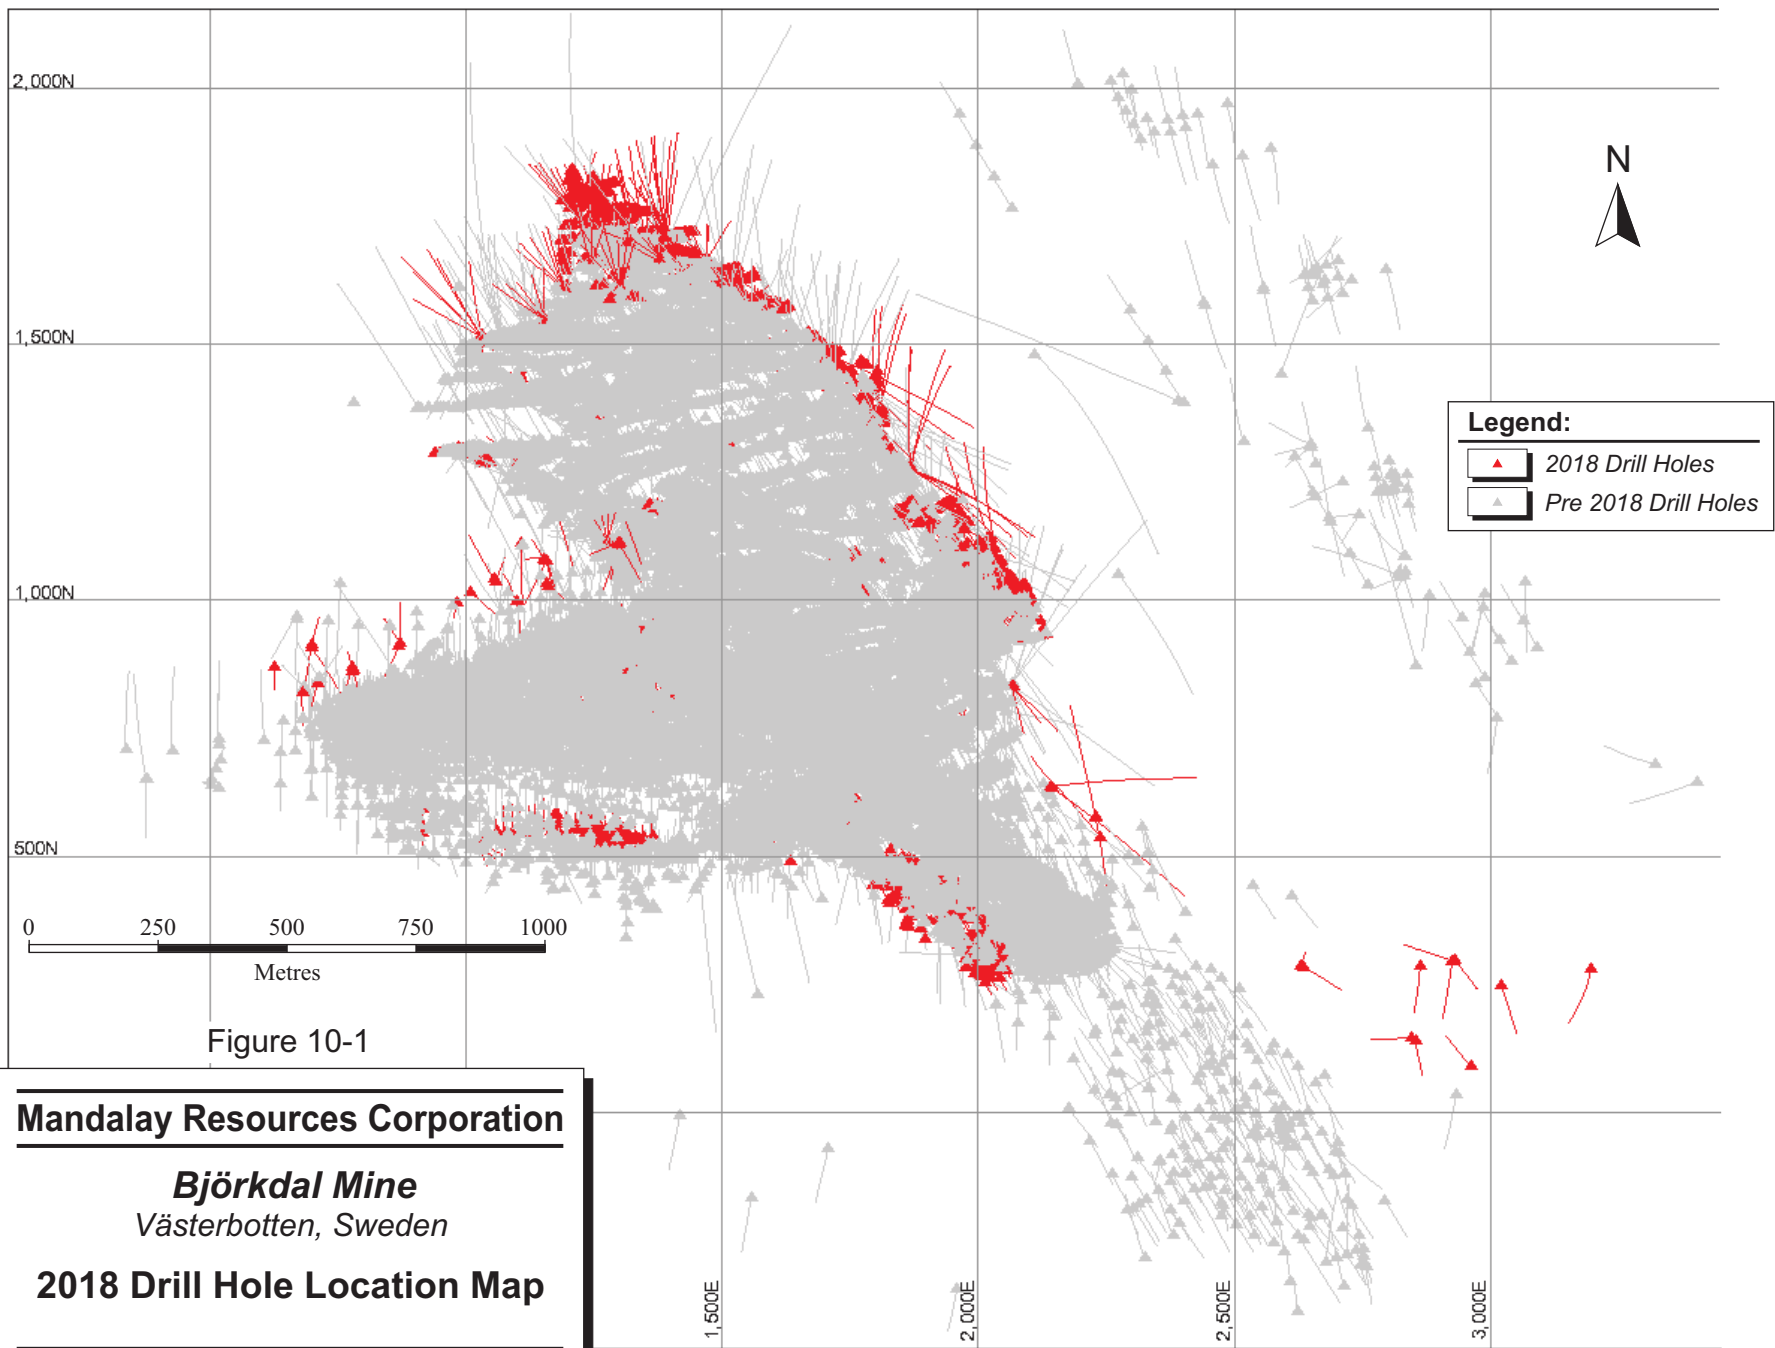 2,000N
N
1,500N
Legend:
2018 Drill Holes
Pre 2018 Drill Holes
1,000N
500N
0 250 500 750 1000
Metres
Figure 10-1
Mandalay Resources Corporation
Björkdal Mine
Västerbotten, Sweden
2018 Drill Hole Location Map
1,500E
2,000E
2,500E
3,000E